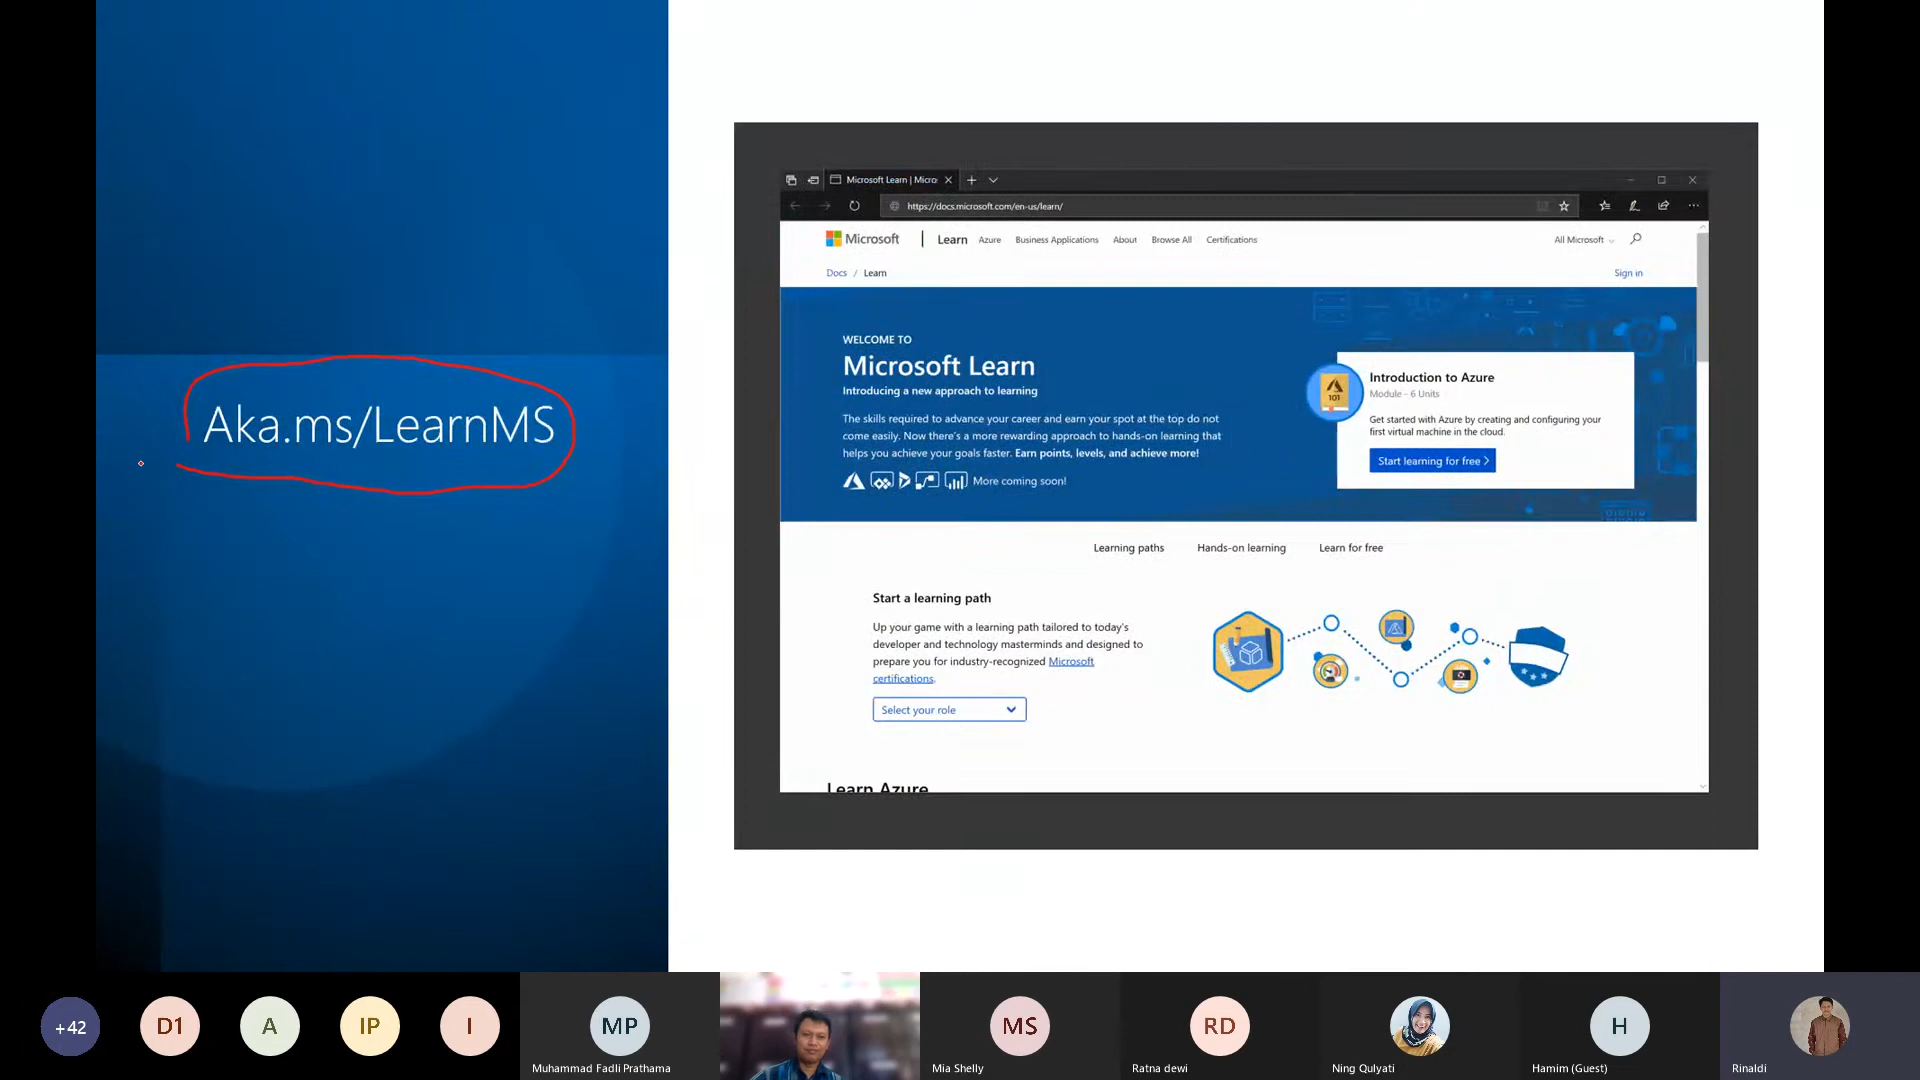 Aka.ms/LearnMS
Microsoft Learn | Micro
https://docs.microsoft.com/en-us/learn/
Microsoft | Learn Azure Business Applications About Browse All Certifications All Microsoft
Docs / Learn Sign in
WELCOME TO
Microsoft Learn
Introducing a new approach to learning
The skills required to advance your career and earn your spot at the top do not
come easily. Now there's a more rewarding approach to hands-on learning that
helps you achieve your goals faster. Earn points, levels, and achieve more!
More coming soon!
101
Introduction to Azure
Module - 6 Units
Get started with Azure by creating and configuring your
first virtual machine in the cloud.
Start learning for free
Learning paths Hands-on learning Learn for free
Start a learning path
Up your game with a learning path tailored to today's
developer and technology masterminds and designed to
prepare you for industry-recognized Microsoft
certifications.
Select your role
Learn Azure
+42 D1 A IP I MP MS RD H
Muhammad Fadli Prathama Mia Shelly Ratna dewi Ning Qulyati Hamim (Guest) Rinaldi